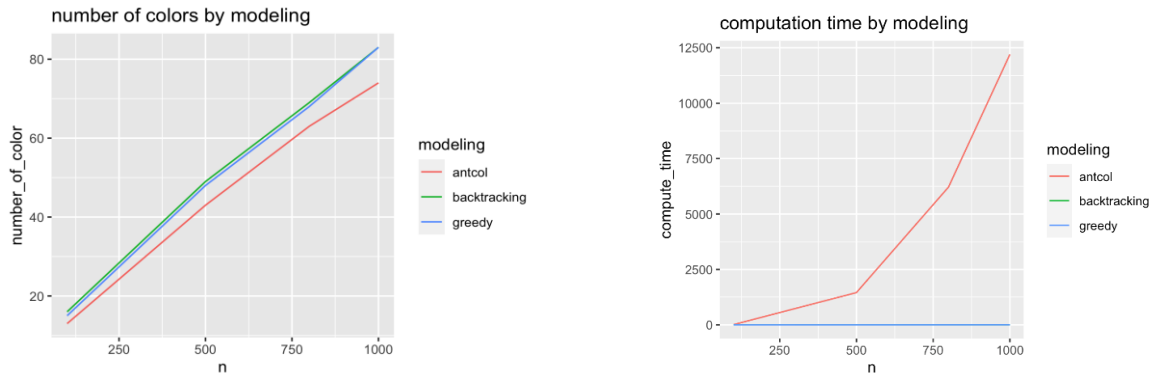 number of colors by modeling
80
60
40
20
number_of_color
250 500 750 1000
n
modeling
antcol
backtracking
greedy
computation time by modeling
12500
10000
7500
5000
2500
0
compute_time
250 500 750 1000
n
modeling
antcol
backtracking
greedy